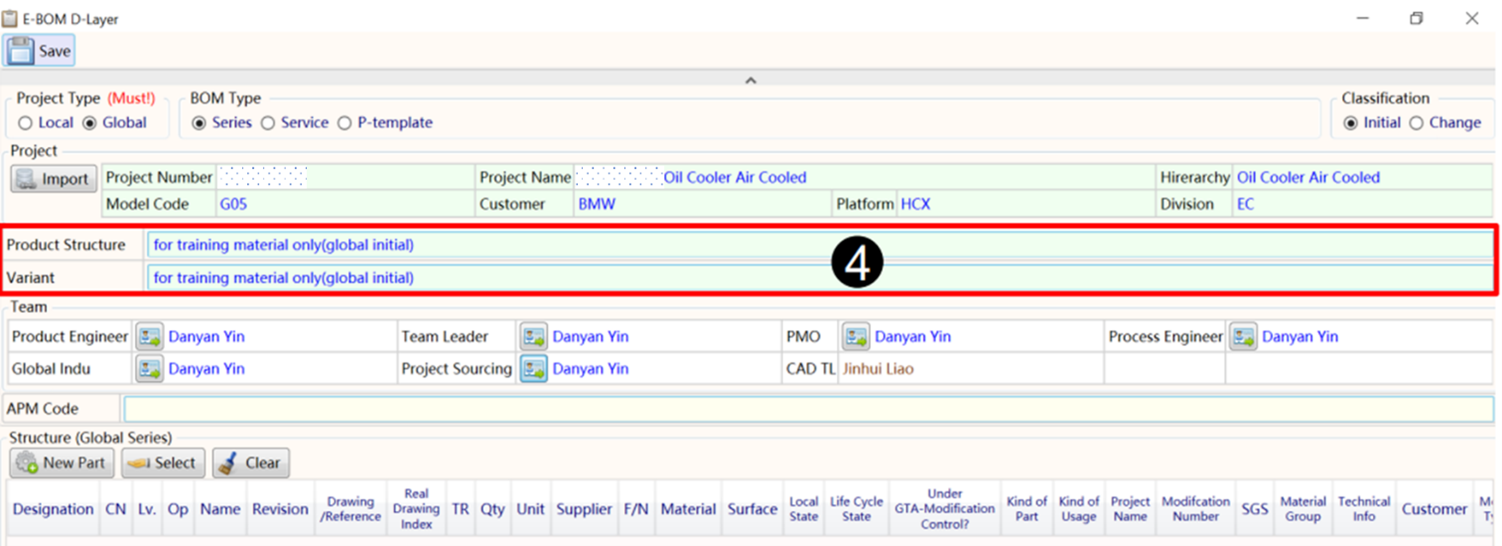 E-BOM D-Layer
Save
Project Type (Must!) BOM Type Classification
Local Global Series Service P-template Initial Change
Project
Import Project Number Project Name Oil Cooler Air Cooled Hirerarchy Oil Cooler Air Cooled
Model Code G05 Customer BMW Platform HCX Division EC
Product Structure for training material only(global initial)
4
Variant for training material only(global initial)
Team
Product Engineer Danyan Yin Team Leader Danyan Yin PMO Danyan Yin Process Engineer Danyan Yin
Global Indu Danyan Yin Project Sourcing Danyan Yin CAD TL Jinhui Liao
APM Code
Structure (Global Series)
New Part Select Clear
Designation CN Lv. Op Name Revision Drawing /Reference Real Drawing Index TR Qty Unit Supplier F/N Material Surface Local State Life Cycle State Under GTA-Modification Control? Kind of Part Kind of Usage Project Name Modifcation Number SGS Material Group Technical Info Customer